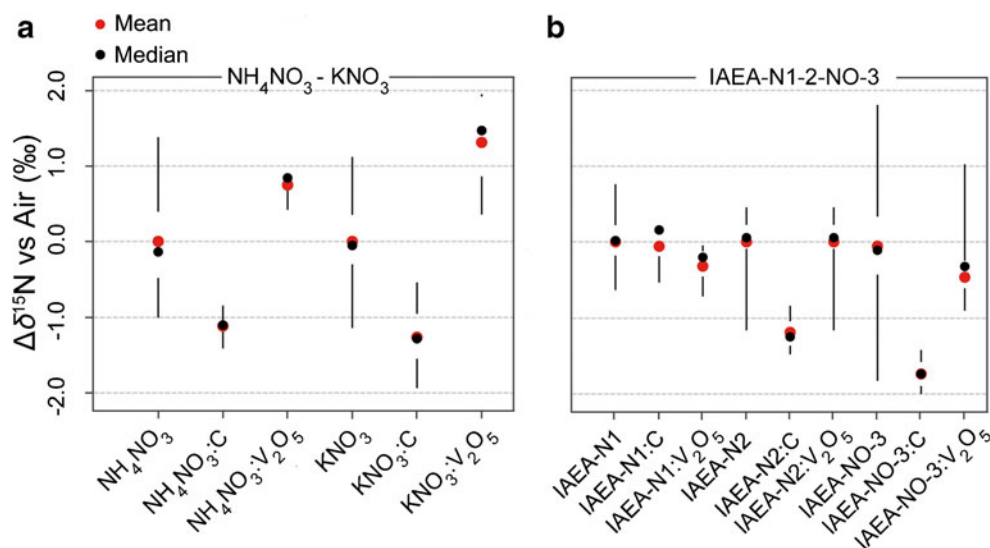 a
Mean
Median
NH₄NO₃ - KNO₃
Δδ¹⁵N vs Air (‰)
2.0
1.0
0.0
-1.0
-2.0
NH₄NO₃
NH₄NO₃:C
NH₄NO₃:V₂O₅
KNO₃
KNO₃:C
KNO₃:V₂O₅
b
IAEA-N1-2-NO-3
IAEA-N1
IAEA-N1:C
IAEA-N1:V₂O₅
IAEA-N2
IAEA-N2:C
IAEA-N2:V₂O₅
IAEA-NO-3
IAEA-NO-3:C
IAEA-NO-3:V₂O₅